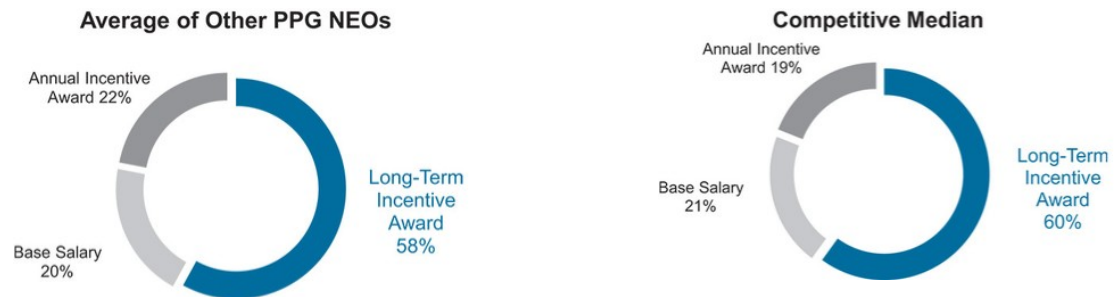 Average of Other PPG NEOs
Annual Incentive
Award 22%
Long-Term
Incentive
Award
58%
Base Salary
20%
Competitive Median
Annual Incentive
Award 19%
Long-Term
Incentive
Award
60%
Base Salary
21%